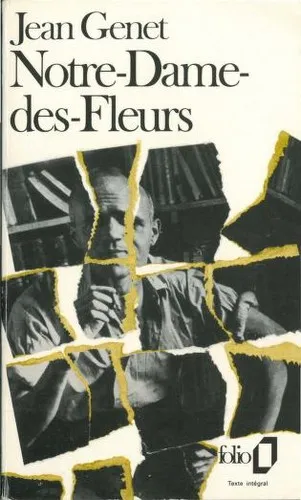 Jean Genet
Notre-Dame-
des-Fleurs
folio
Texte intégral